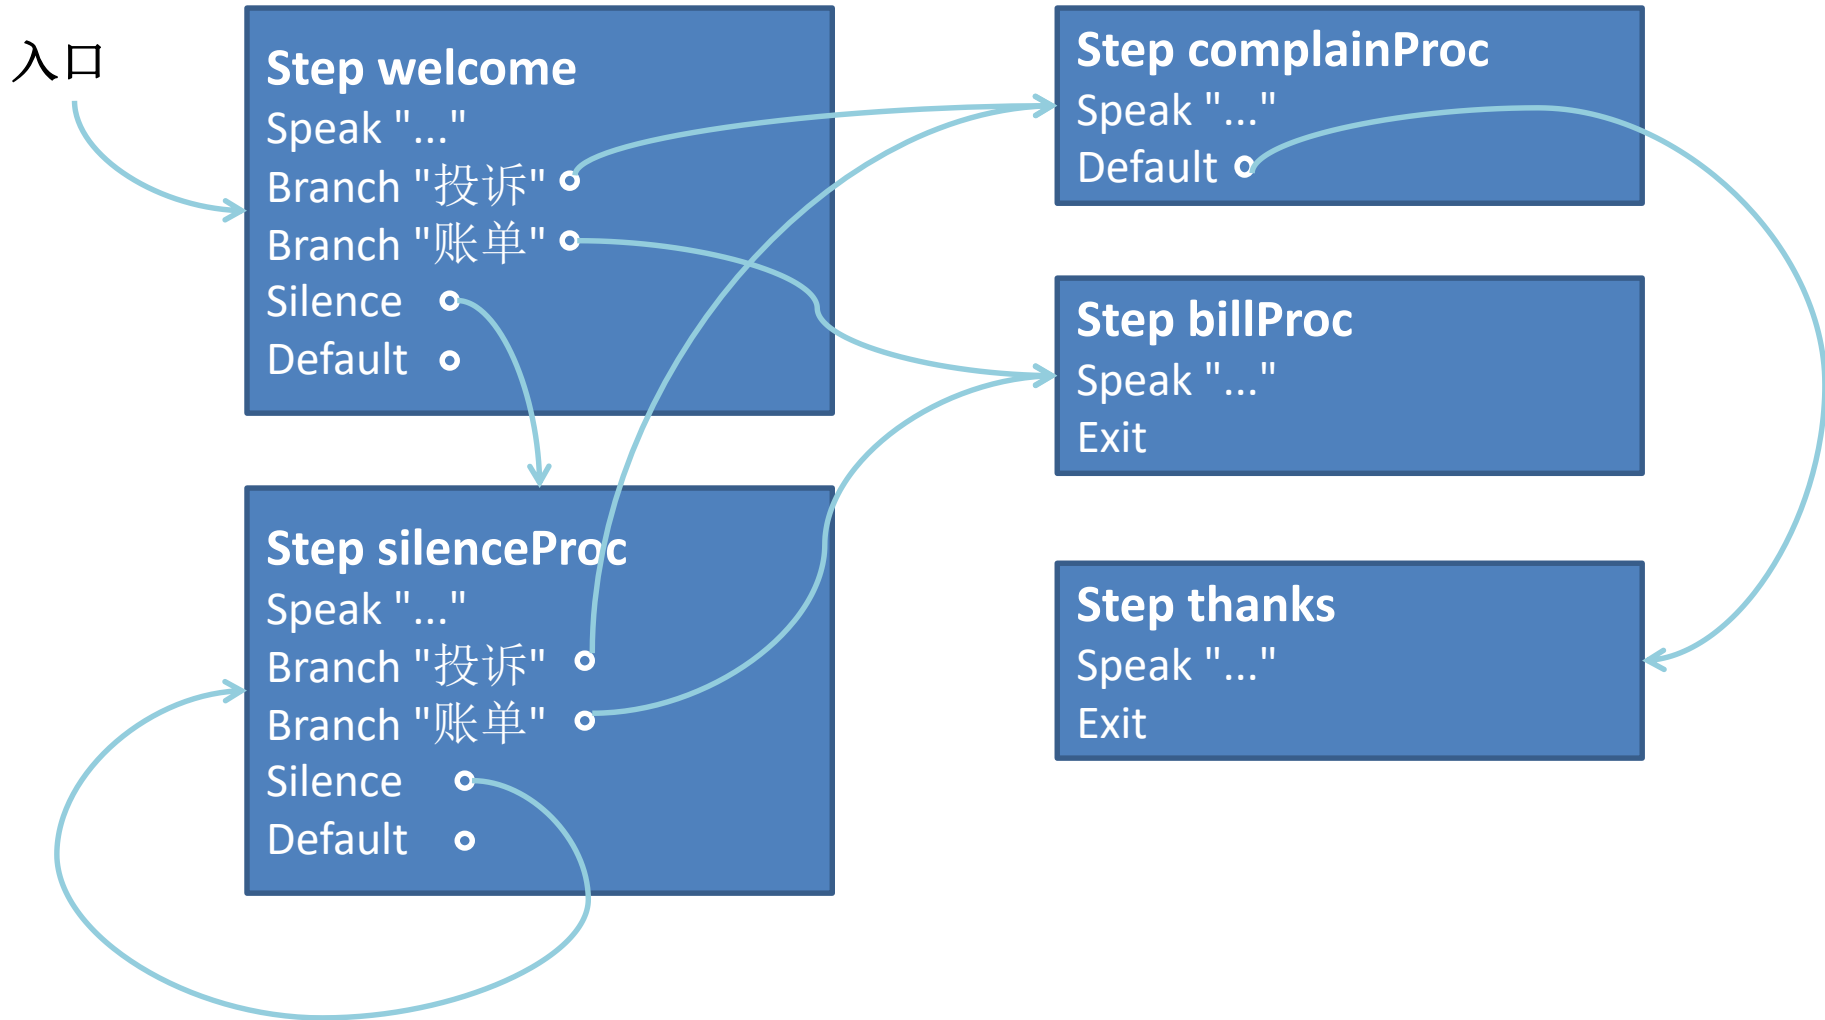 入口
Step welcome
Speak "..."
Branch "投诉"
Branch "账单"
Silence
Default
Step silenceProc
Speak "..."
Branch "投诉"
Branch "账单"
Silence
Default
Step complainProc
Speak "..."
Default
Step billProc
Speak "..."
Exit
Step thanks
Speak "..."
Exit